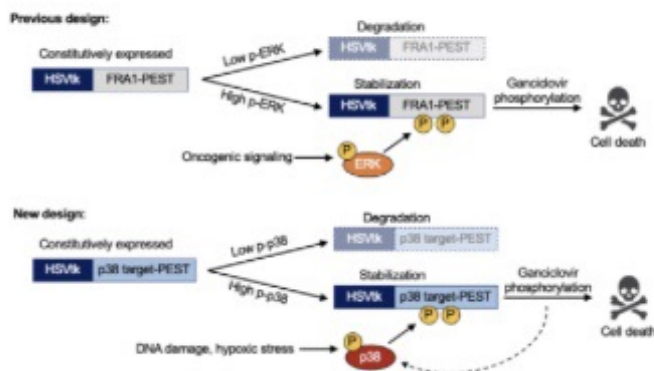 Previous design:
Degradation
Constitutively expressed
Low p-ERK
HSVtk FRA1-PEST
HSVtk FRA1-PEST
High p-ERK
Stabilization
HSVtk FRA1-PEST
Ganciclovir
phosphorylation
P P
Cell death
Oncogenic signaling
P
ERK
New design:
Degradation
Constitutively expressed
Low p-p38
HSVtk p38 target-PEST
HSVtk p38 target-PEST
High p-p38
Stabilization
HSVtk p38 target-PEST
Ganciclovir
phosphorylation
P P
Cell death
DNA damage, hypoxic stress
P
p38